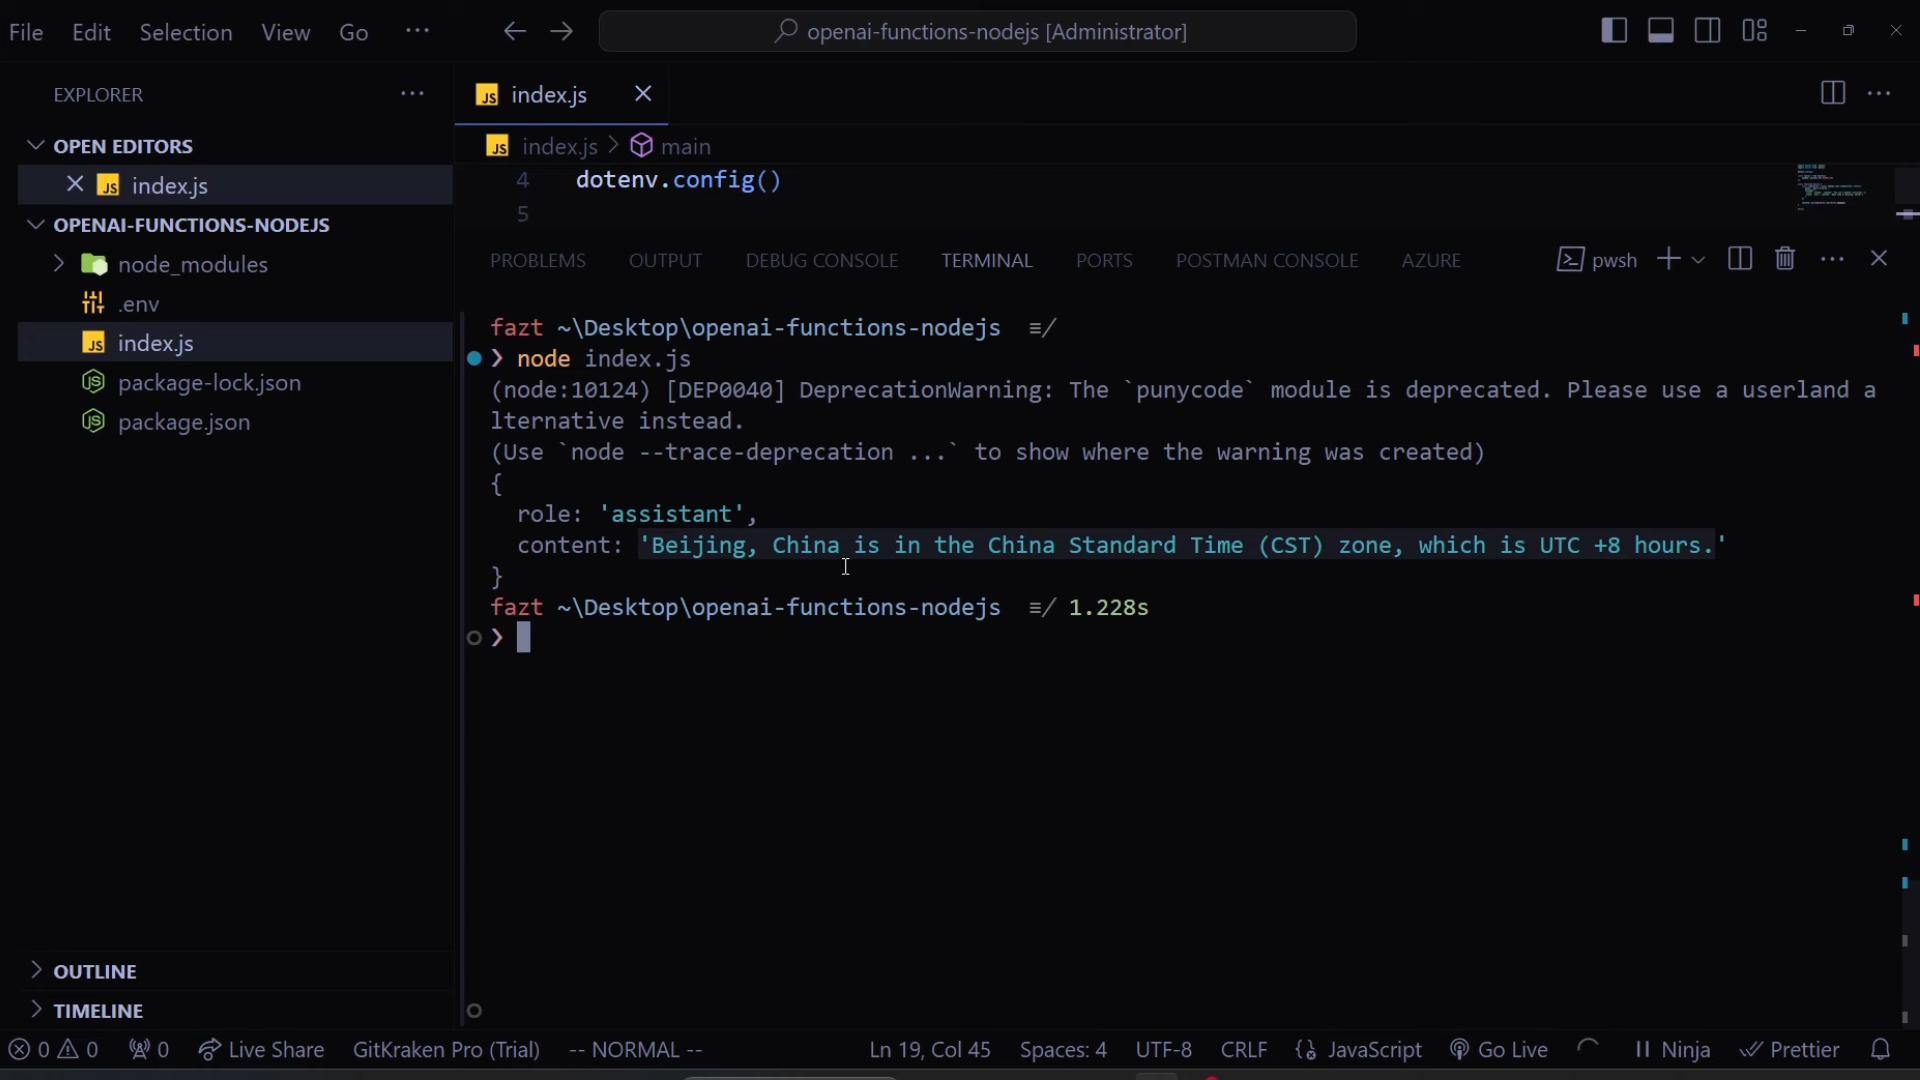 File Edit Selection View Go ···
openai-functions-nodejs [Administrator]
EXPLORER ···
JS index.js
OPEN EDITORS
JS index.js
OPENAI-FUNCTIONS-NODEJS
node_modules
.env
JS index.js
package-lock.json
package.json
OUTLINE
TIMELINE
JS index.js > main
4 dotenv.config()
5
PROBLEMS OUTPUT DEBUG CONSOLE TERMINAL PORTS POSTMAN CONSOLE AZURE pwsh
fazt ~\Desktop\openai-functions-nodejs ≡/
❯ node index.js
(node:10124) [DEP0040] DeprecationWarning: The `punycode` module is deprecated. Please use a userland a
lternative instead.
(Use `node --trace-deprecation ...` to show where the warning was created)
{
role: 'assistant',
content: 'Beijing, China is in the China Standard Time (CST) zone, which is UTC +8 hours.'
}
fazt ~\Desktop\openai-functions-nodejs ≡/ 1.228s
❯
0 0 0 Live Share GitKraken Pro (Trial) -- NORMAL -- Ln 19, Col 45 Spaces: 4 UTF-8 CRLF {} JavaScript Go Live Ninja Prettier